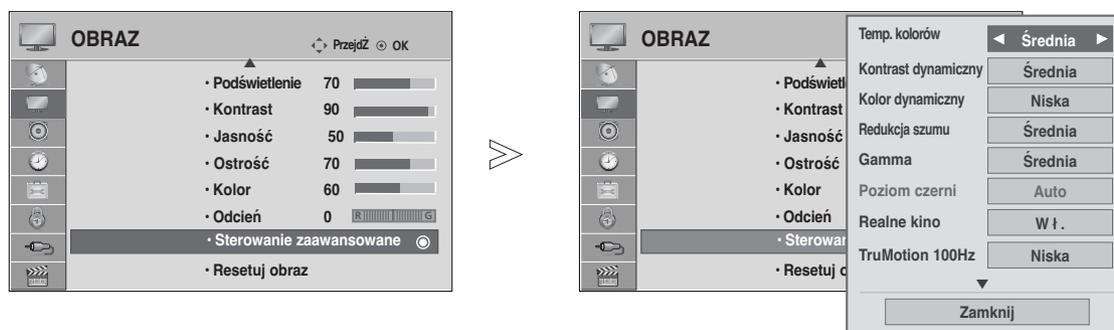 OBRAZ
PrzejdŹ OK
• Podświetlenie 70
• Kontrast 90
• Jasność 50
• Ostrość 70
• Kolor 60
• Odcień 0 R G
• Sterowanie zaawansowane
• Resetuj obraz
OBRAZ
• Podświetl
• Kontrast
• Jasność
• Ostrość
• Kolor
• Odcień
• Sterowan
• Resetuj o
Temp. kolorów Średnia
Kontrast dynamiczny Średnia
Kolor dynamiczny Niska
Redukcja szumu Średnia
Gamma Średnia
Poziom czerni Auto
Realne kino Wł.
TruMotion 100Hz Niska
Zamknij